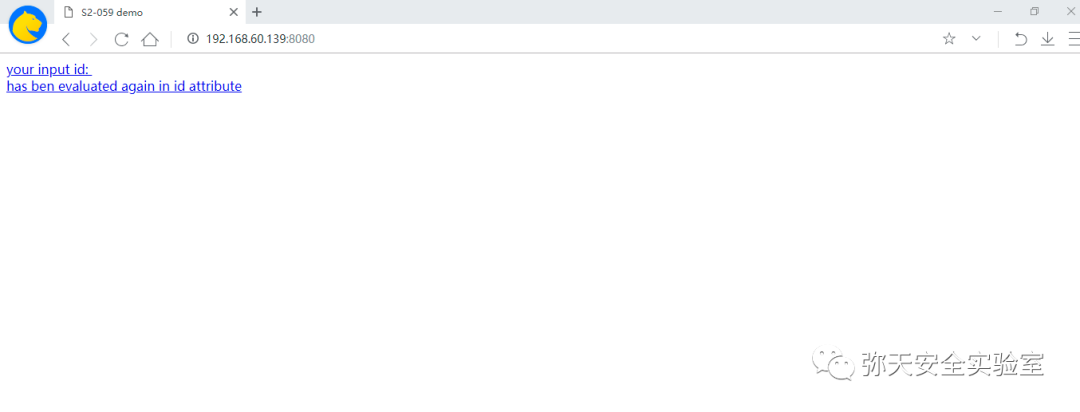 S2-059 demo
192.168.60.139:8080
your input id:
has ben evaluated again in id attribute
弥天安全实验室